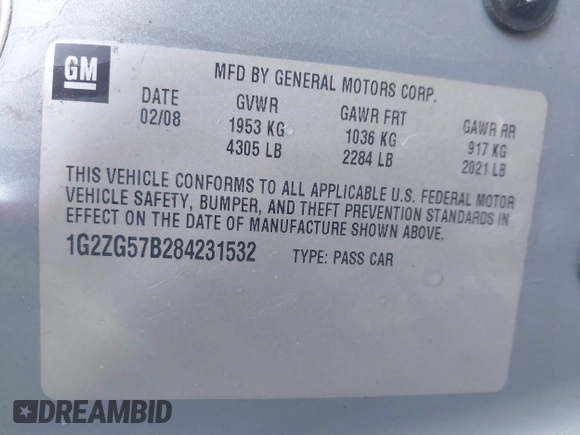 GM
MFD BY GENERAL MOTORS CORP.
DATE GVWR GAWR FRT GAWR RR
02/08 1953 KG 1036 KG 917 KG
4305 LB 2284 LB 2021 LB
THIS VEHICLE CONFORMS TO ALL APPLICABLE U.S. FEDERAL MOTOR
VEHICLE SAFETY, BUMPER, AND THEFT PREVENTION STANDARDS IN
EFFECT ON THE DATE OF MANUFACTURE SHOWN ABOVE.
1G2ZG57B284231532 TYPE: PASS CAR
DREAMBID